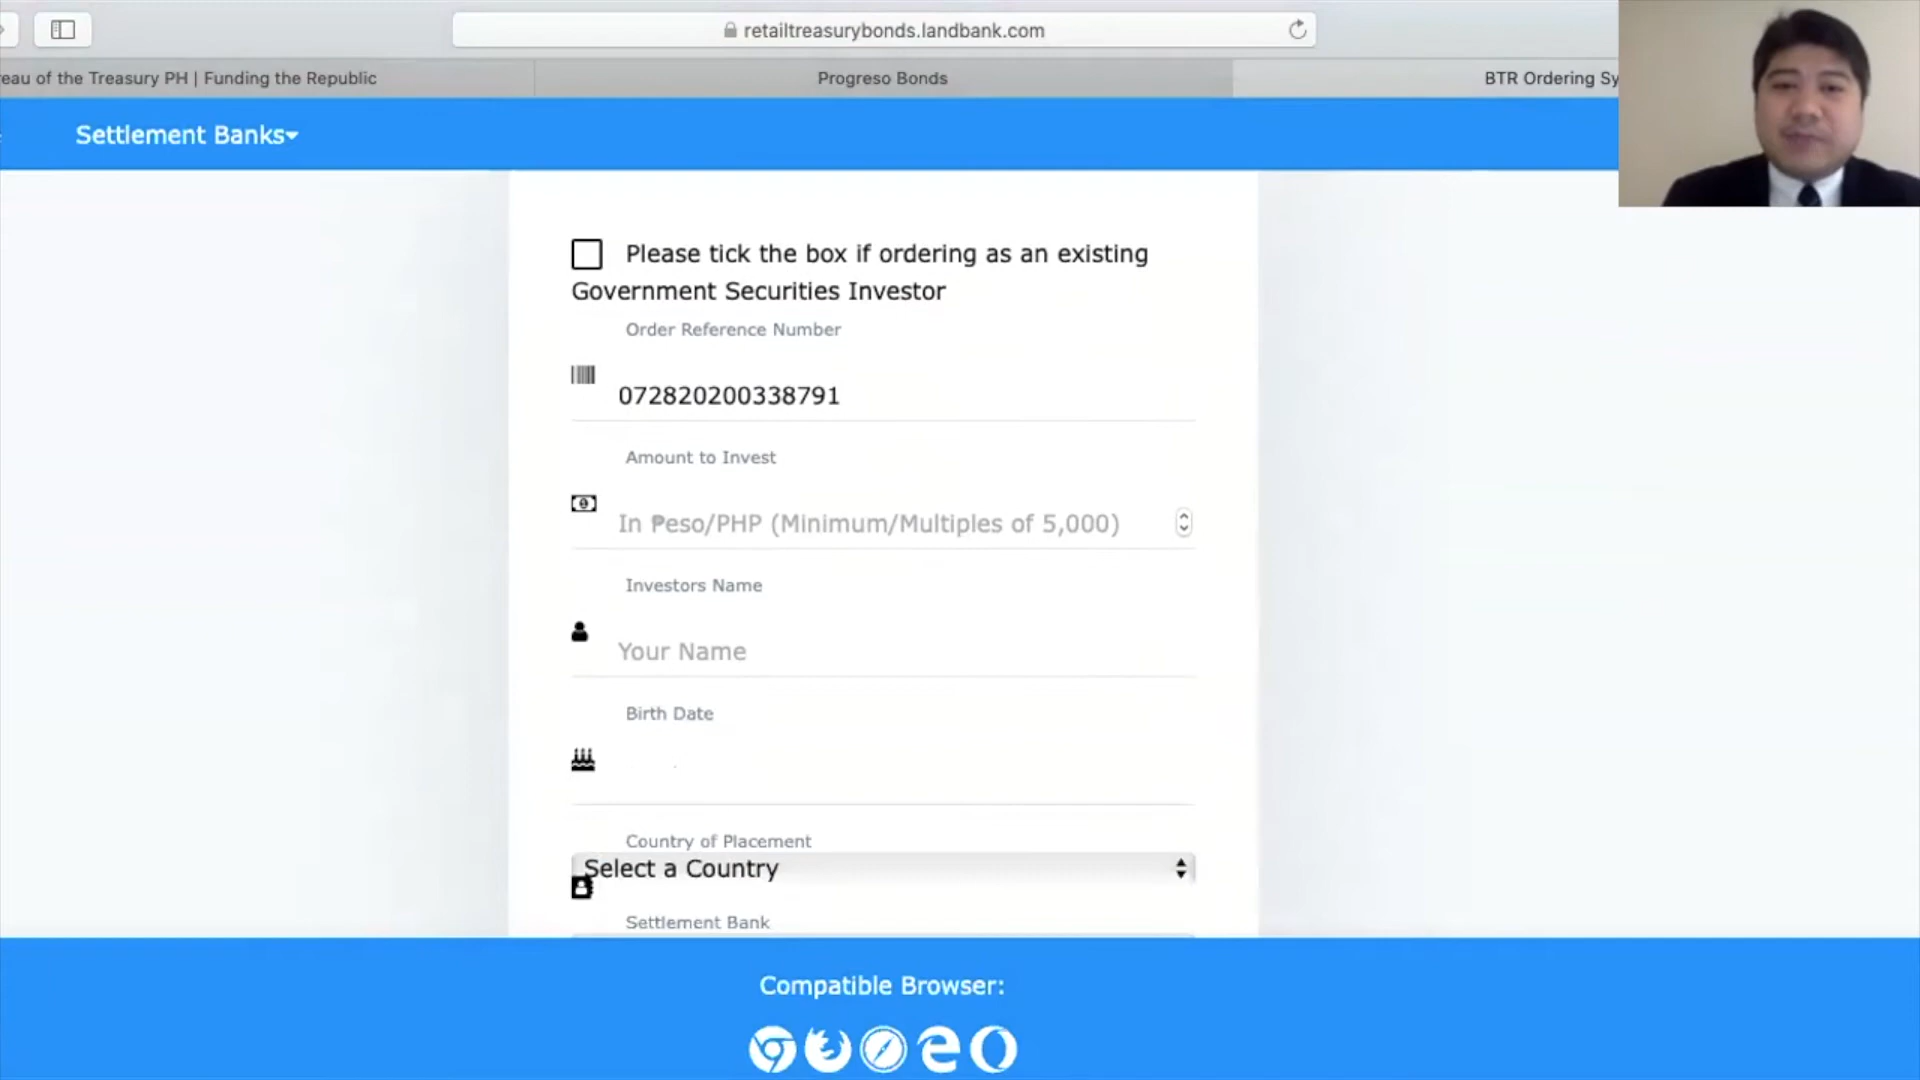 retailtreasurybonds.landbank.com
eau of the Treasury PH | Funding the Republic
Progreso Bonds
BTR Ordering Sy
Settlement Banks
Please tick the box if ordering as an existing
Government Securities Investor
Order Reference Number
072820200338791
Amount to Invest
In ₱eso/PHP (Minimum/Multiples of 5,000)
Investors Name
Your Name
Birth Date
Country of Placement
Select a Country
Settlement Bank
Compatible Browser: